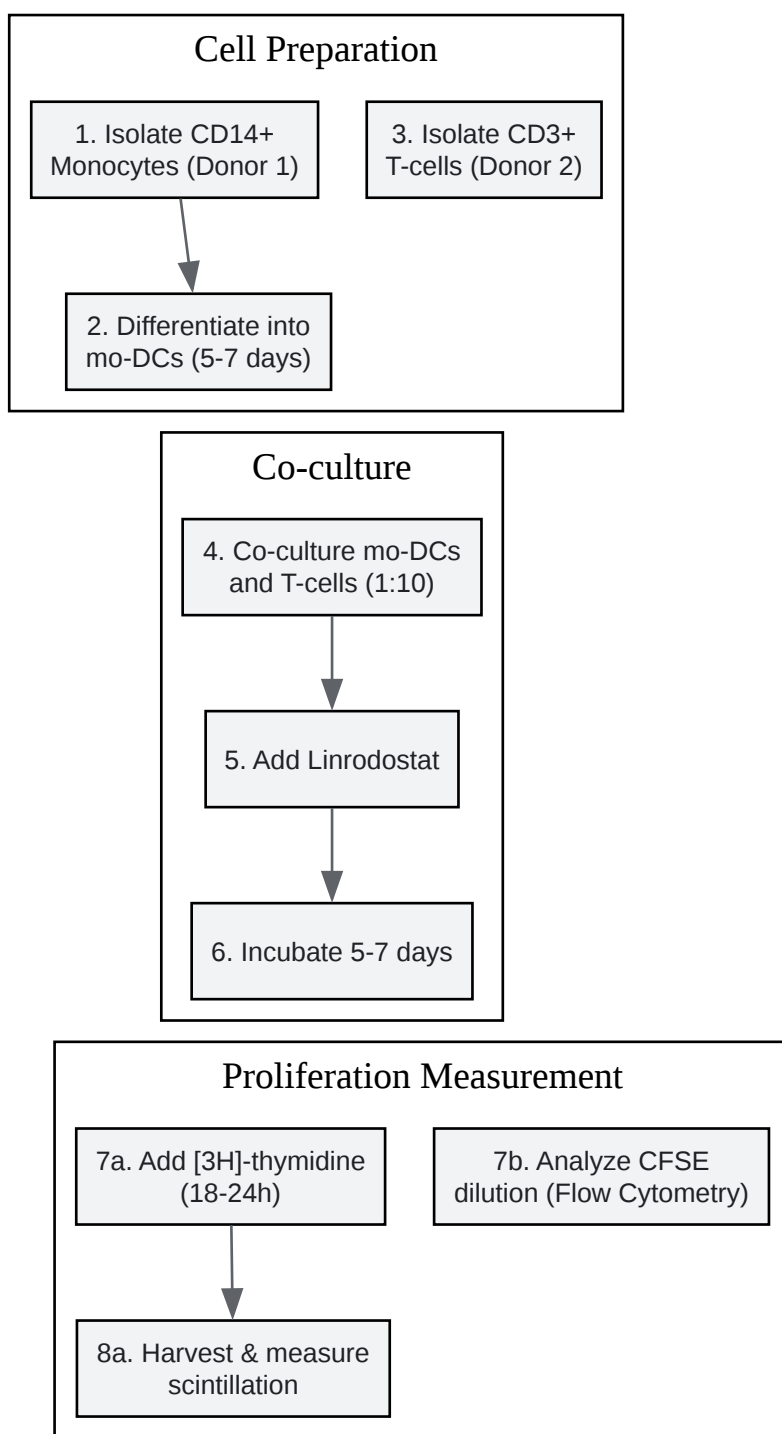 Cell Preparation
1. Isolate CD14+
Monocytes (Donor 1)
3. Isolate CD3+
T-cells (Donor 2)
2. Differentiate into
mo-DCs (5-7 days)
Co-culture
4. Co-culture mo-DCs
and T-cells (1:10)
5. Add Linrodostat
6. Incubate 5-7 days
Proliferation Measurement
7a. Add [3H]-thymidine
(18-24h)
7b. Analyze CFSE
dilution (Flow Cytometry)
8a. Harvest & measure
scintillation